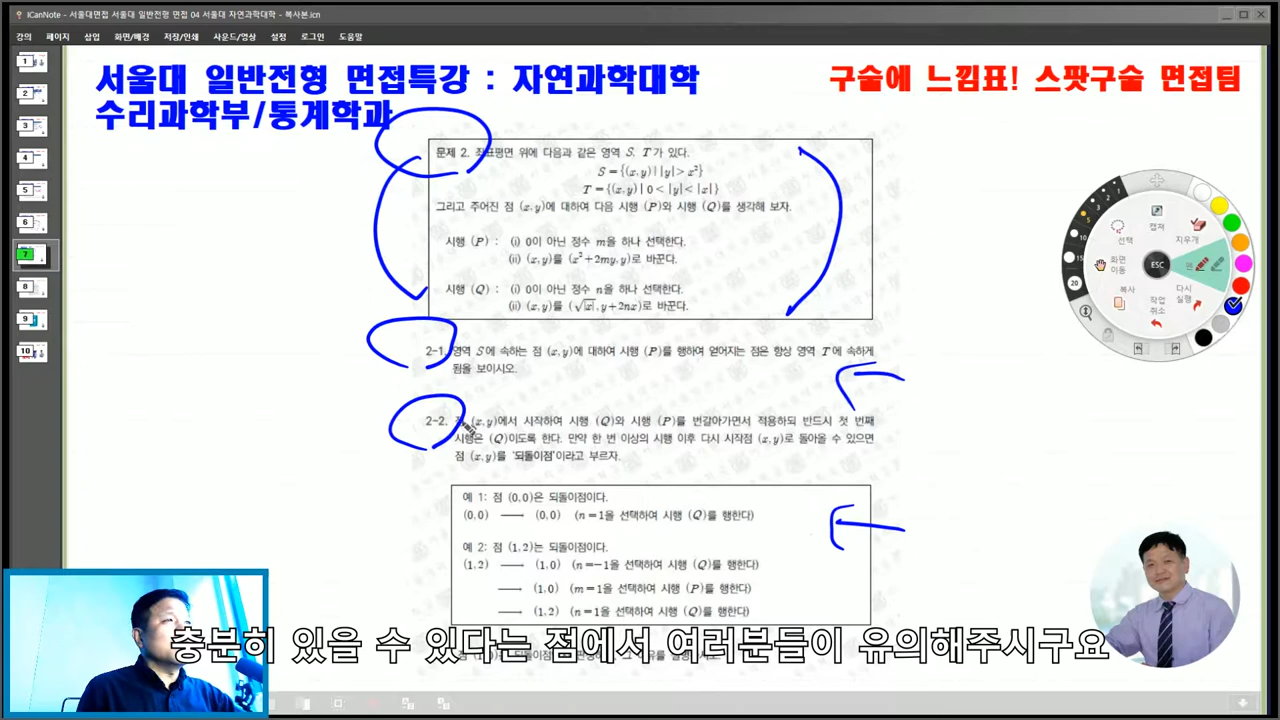 ICanNote - 서울대면접 서울대 일반전형 면접 04 서울대 자연과학대학 - 복사본.icn
강의 페이지 삽입 화면/배경 저장/인쇄 사운드/영상 설정 로그인 도움말
1
2
3
4
5
6
7
8
9
10
서울대 일반전형 면접특강 : 자연과학대학
수리과학부/통계학과
구술에 느낌표! 스팟구술 면접팀
문제 2. 좌표평면 위에 다음과 같은 영역 S, T가 있다.
S = {(x, y) | |y| > x²}
T = {(x, y) | 0 < |y| < |x|}
그리고 주어진 점 (x, y)에 대하여 다음 시행 (P)와 시행 (Q)를 생각해 보자.
시행 (P) : (i) 0이 아닌 정수 m을 하나 선택한다.
(ii) (x, y)를 (x²+2my, y)로 바꾼다.
시행 (Q) : (i) 0이 아닌 정수 n을 하나 선택한다.
(ii) (x, y)를 (√|x|, y+2nx)로 바꾼다.
2-1. 영역 S에 속하는 점 (x, y)에 대하여 시행 (P)를 행하여 얻어지는 점은 항상 영역 T에 속하게
됨을 보이시오.
2-2. 점 (x, y)에서 시작하여 시행 (Q)와 시행 (P)를 번갈아가면서 적용하되 반드시 첫 번째
시행은 (Q)이도록 한다. 만약 한 번 이상의 시행 이후 다시 시작점 (x, y)로 돌아올 수 있으면
점 (x, y)를 '되돌이점'이라고 부르자.
예 1: 점 (0, 0)은 되돌이점이다.
(0, 0) → (0, 0) (n = 1을 선택하여 시행 (Q)를 행한다)
예 2: 점 (1, 2)는 되돌이점이다.
(1, 2) → (1, 0) (n = −1을 선택하여 시행 (Q)를 행한다)
→ (1, 0) (m = 1을 선택하여 시행 (P)를 행한다)
→ (1, 2) (n = 1을 선택하여 시행 (Q)를 행한다)
충분히 있을 수 있다는 점에서 여러분들이 유의해주시구요
선택
캡처
지우개
화면
이동
ESC
복사
작업
취소
다시
실행
1
2
3
5
10
15
20